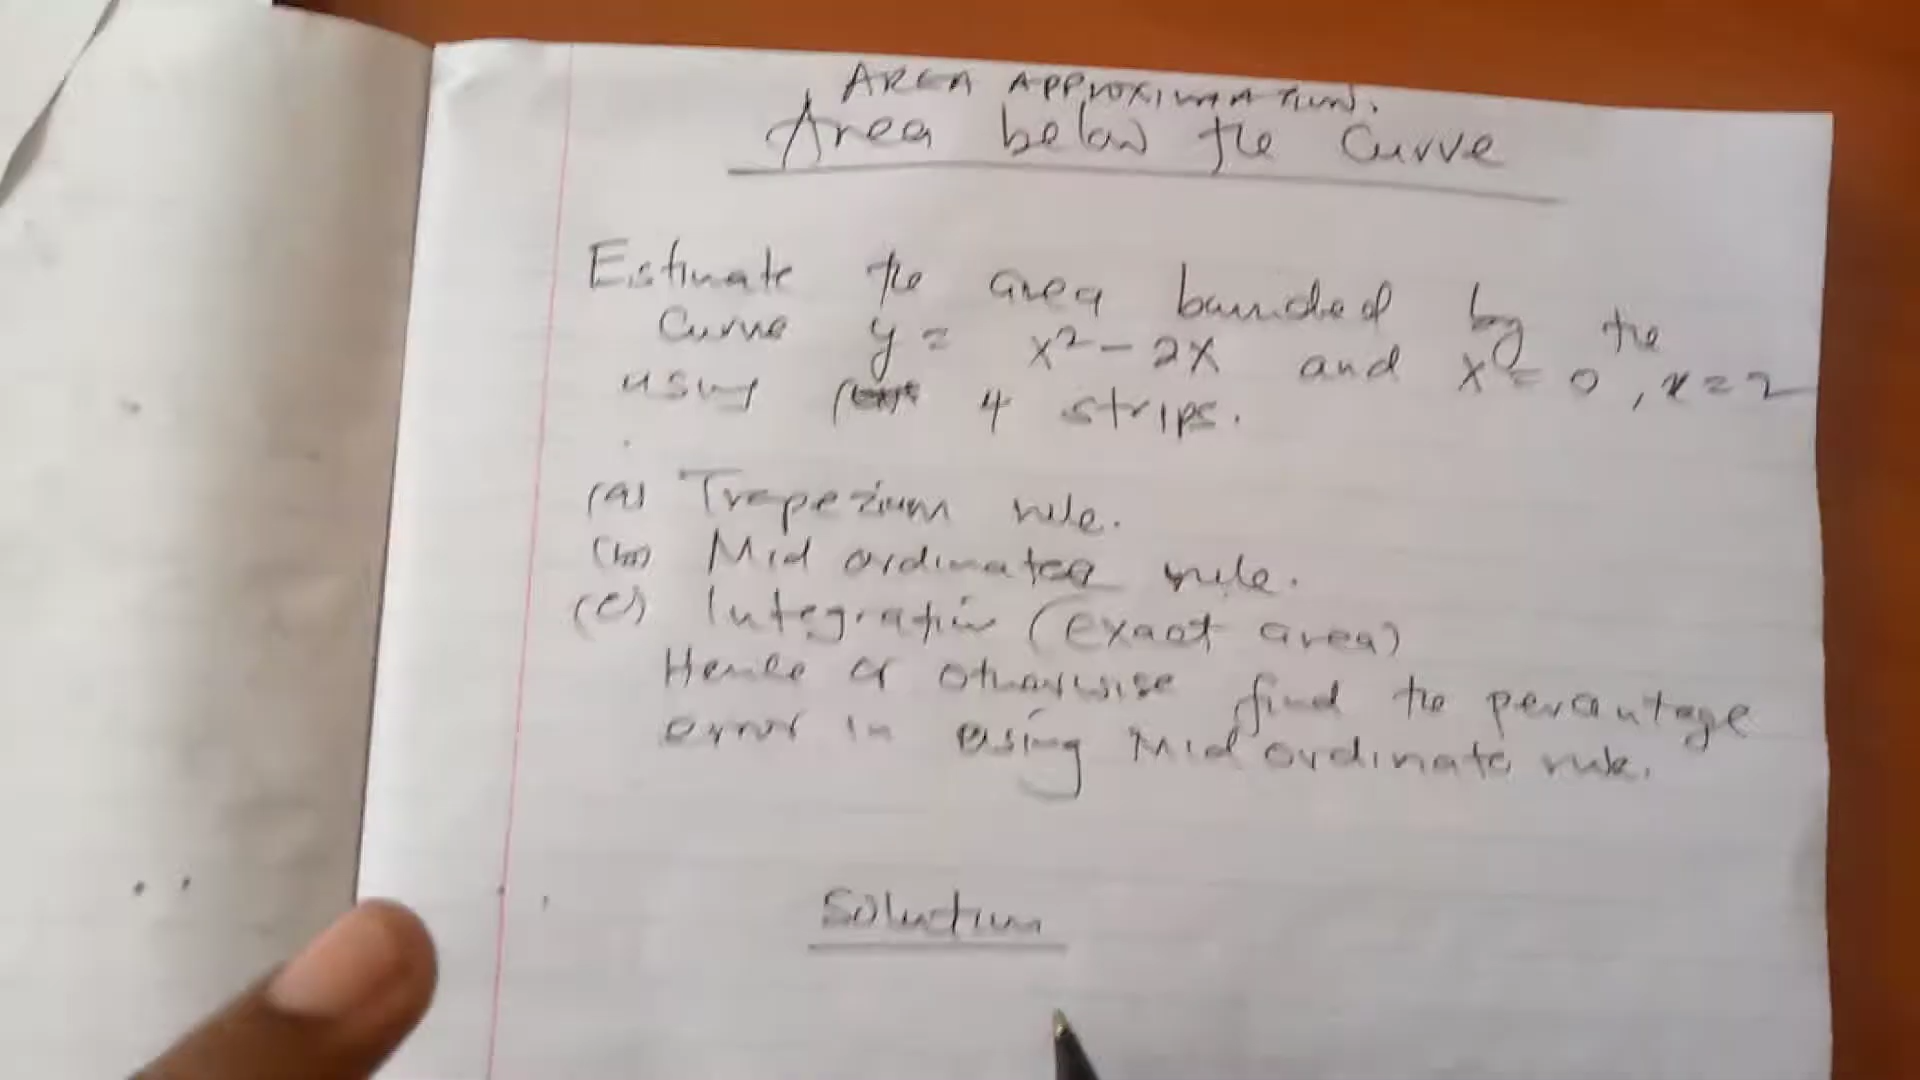 AREA APPROXIMATION.
Area below the Curve
Estimate the area bounded by the
Curve y = x² - 2x and x = 0, x = 2
using 4 strips.
(a) Trapezium rule.
(b) Mid ordinates rule.
(c) Integration (exact area)
Hence or otherwise find the percentage
error in using Mid ordinate rule.
Solution